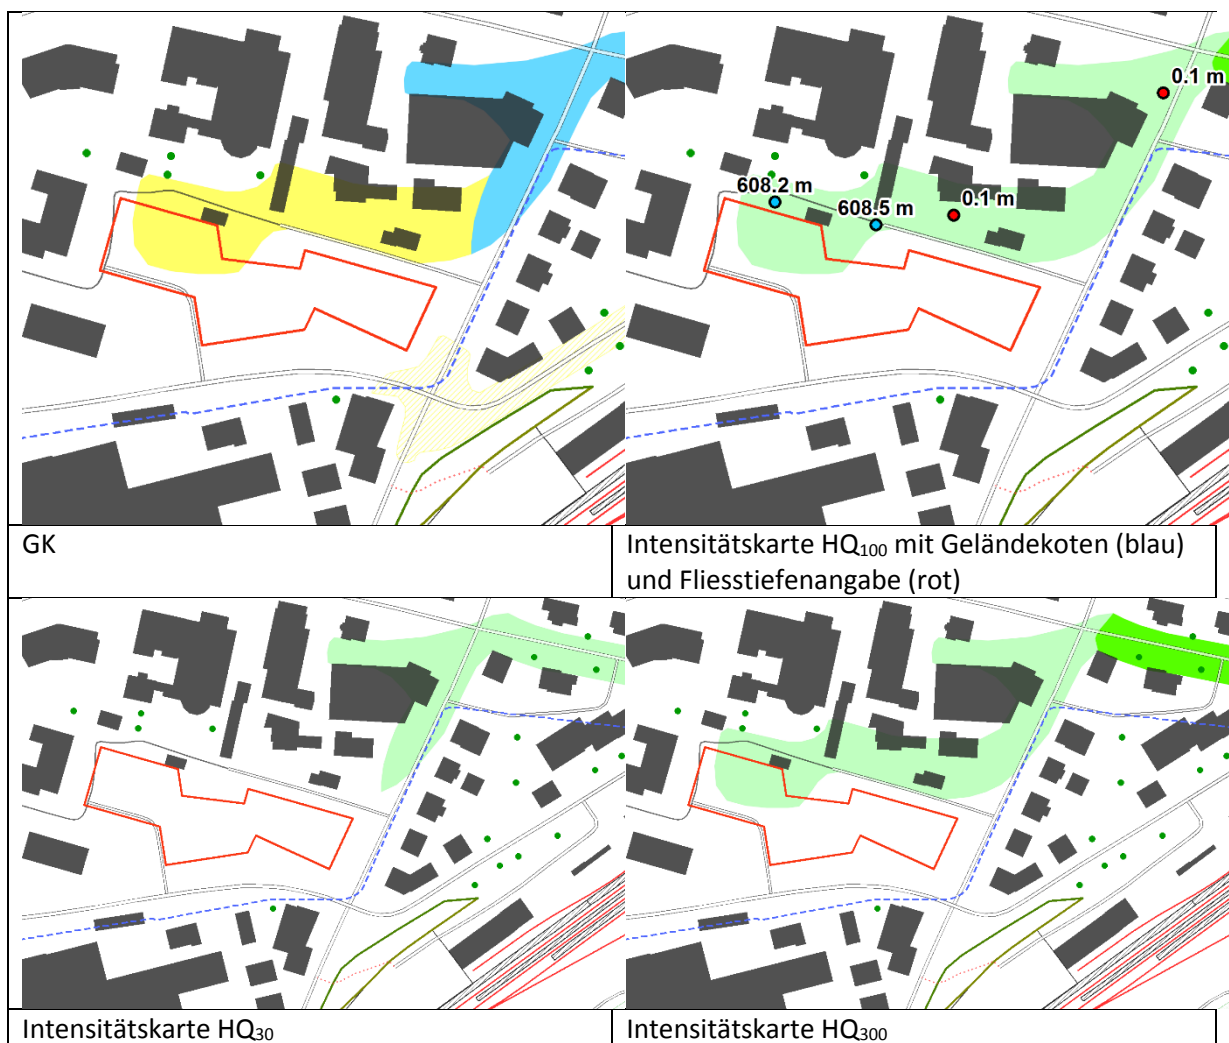 0.1 m
608.2 m
608.5 m
0.1 m
GK
Intensitätskarte HQ100 mit Geländekoten (blau)
und Fliesstiefenangabe (rot)
Intensitätskarte HQ30
Intensitätskarte HQ300